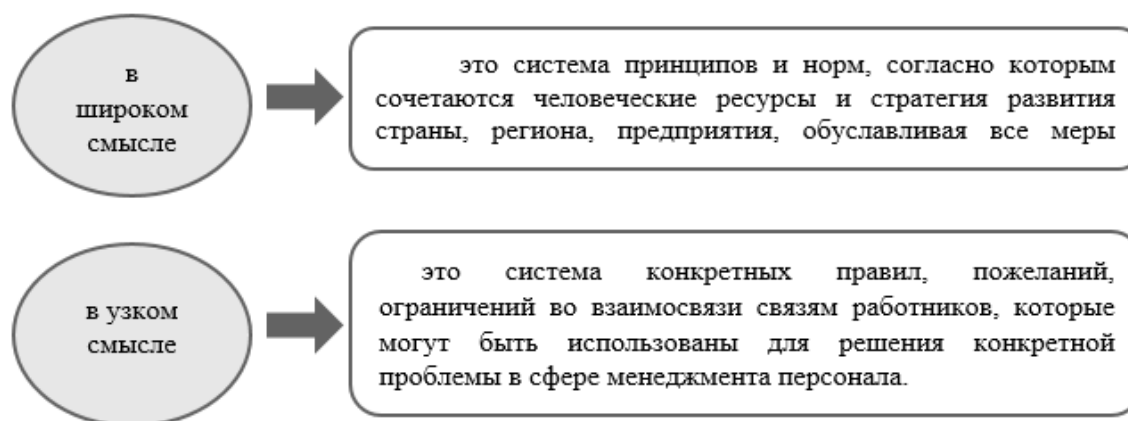 в
широком
смысле
это система принципов и норм, согласно которым
сочетаются человеческие ресурсы и стратегия развития
страны, региона, предприятия, обуславливая все меры
в узком
смысле
это система конкретных правил, пожеланий,
ограничений во взаимосвязи связям работников, которые
могут быть использованы для решения конкретной
проблемы в сфере менеджмента персонала.